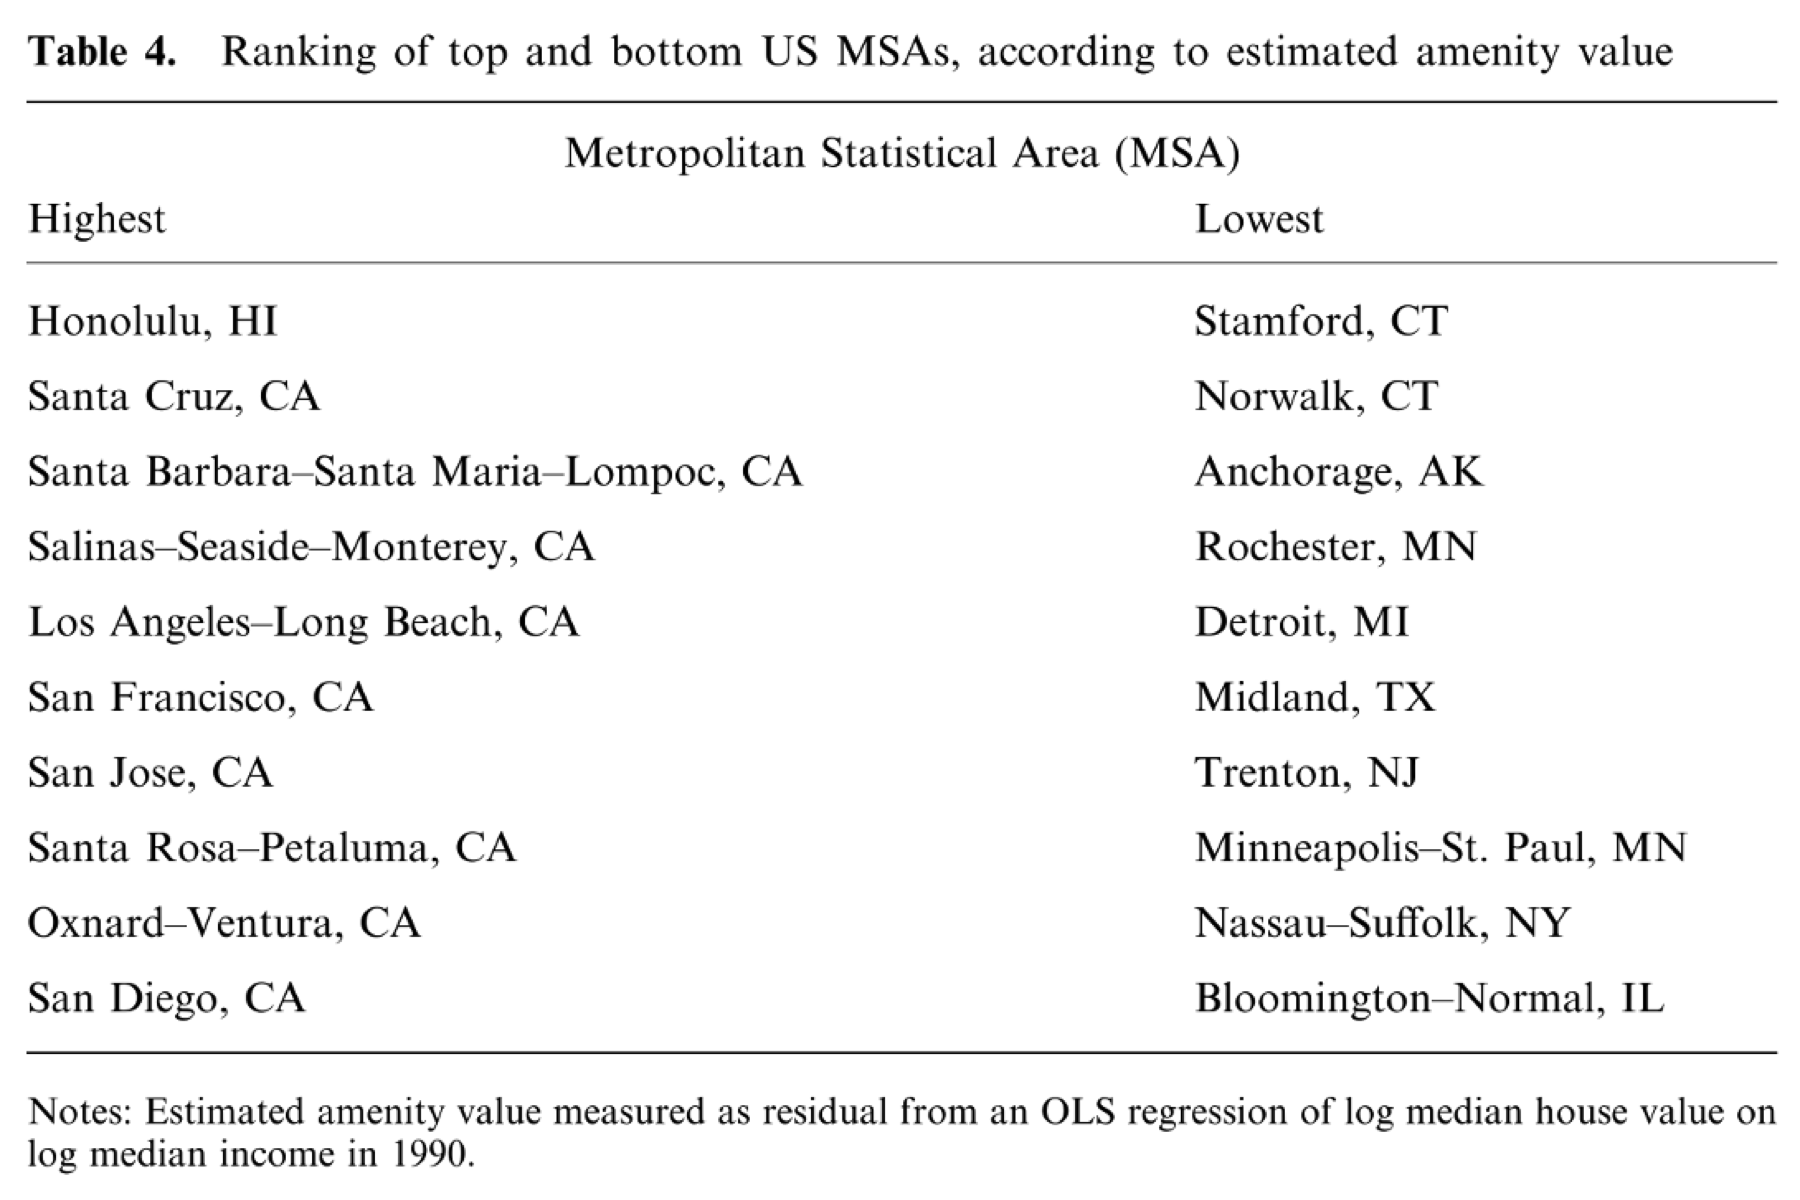 Table 4. Ranking of top and bottom US MSAs, according to estimated amenity value
Metropolitan Statistical Area (MSA)
Highest Lowest
Honolulu, HI Stamford, CT
Santa Cruz, CA Norwalk, CT
Santa Barbara–Santa Maria–Lompoc, CA Anchorage, AK
Salinas–Seaside–Monterey, CA Rochester, MN
Los Angeles–Long Beach, CA Detroit, MI
San Francisco, CA Midland, TX
San Jose, CA Trenton, NJ
Santa Rosa–Petaluma, CA Minneapolis–St. Paul, MN
Oxnard–Ventura, CA Nassau–Suffolk, NY
San Diego, CA Bloomington–Normal, IL
Notes: Estimated amenity value measured as residual from an OLS regression of log median house value on
log median income in 1990.